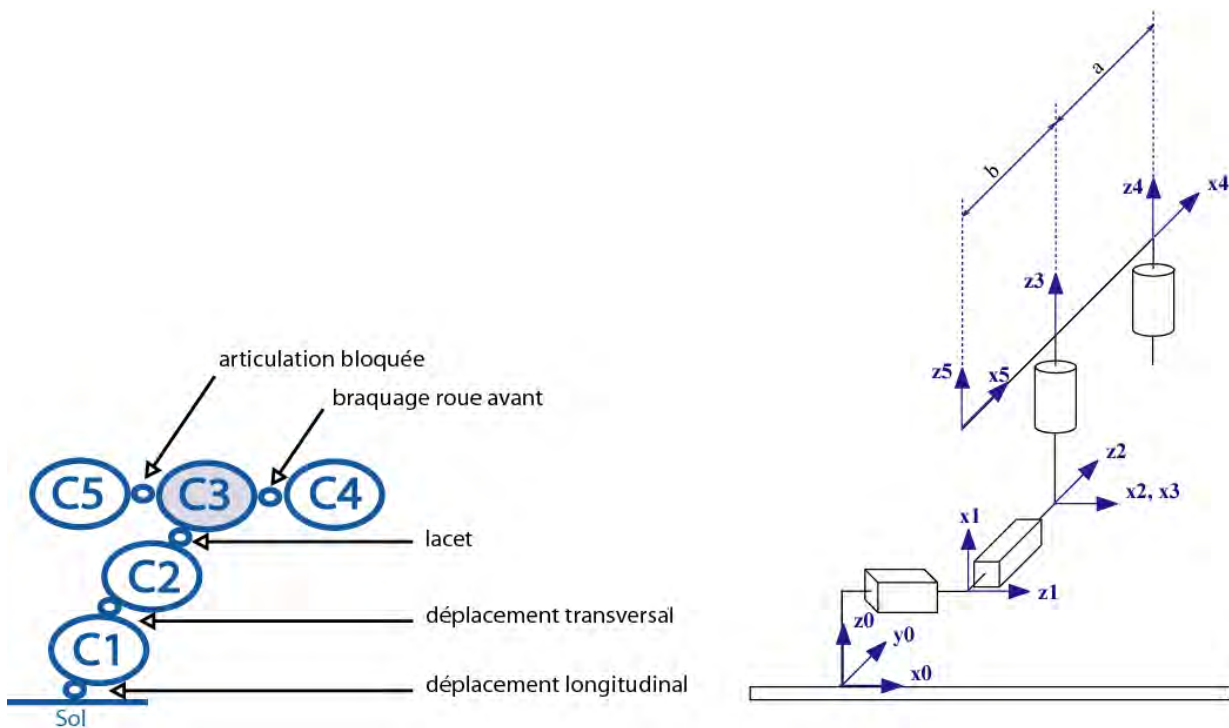 articulation bloquée
braquage roue avant
C5
C3
C4
lacet
C2
déplacement transversal
C1
déplacement longitudinal
Sol
a
b
z4
x4
z3
z5
x5
z2
x2, x3
x1
z1
z0
y0
x0